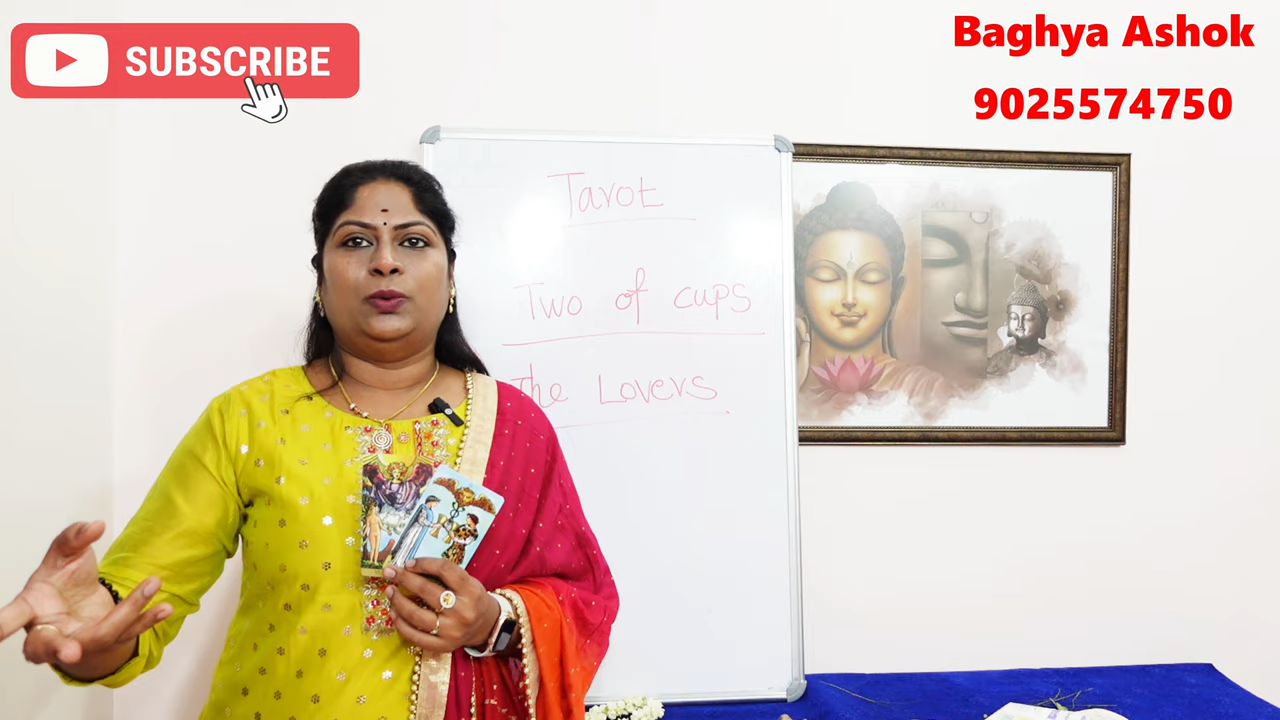 SUBSCRIBE
Baghya Ashok
9025574750
Tarot
Two of cups
The Lovers